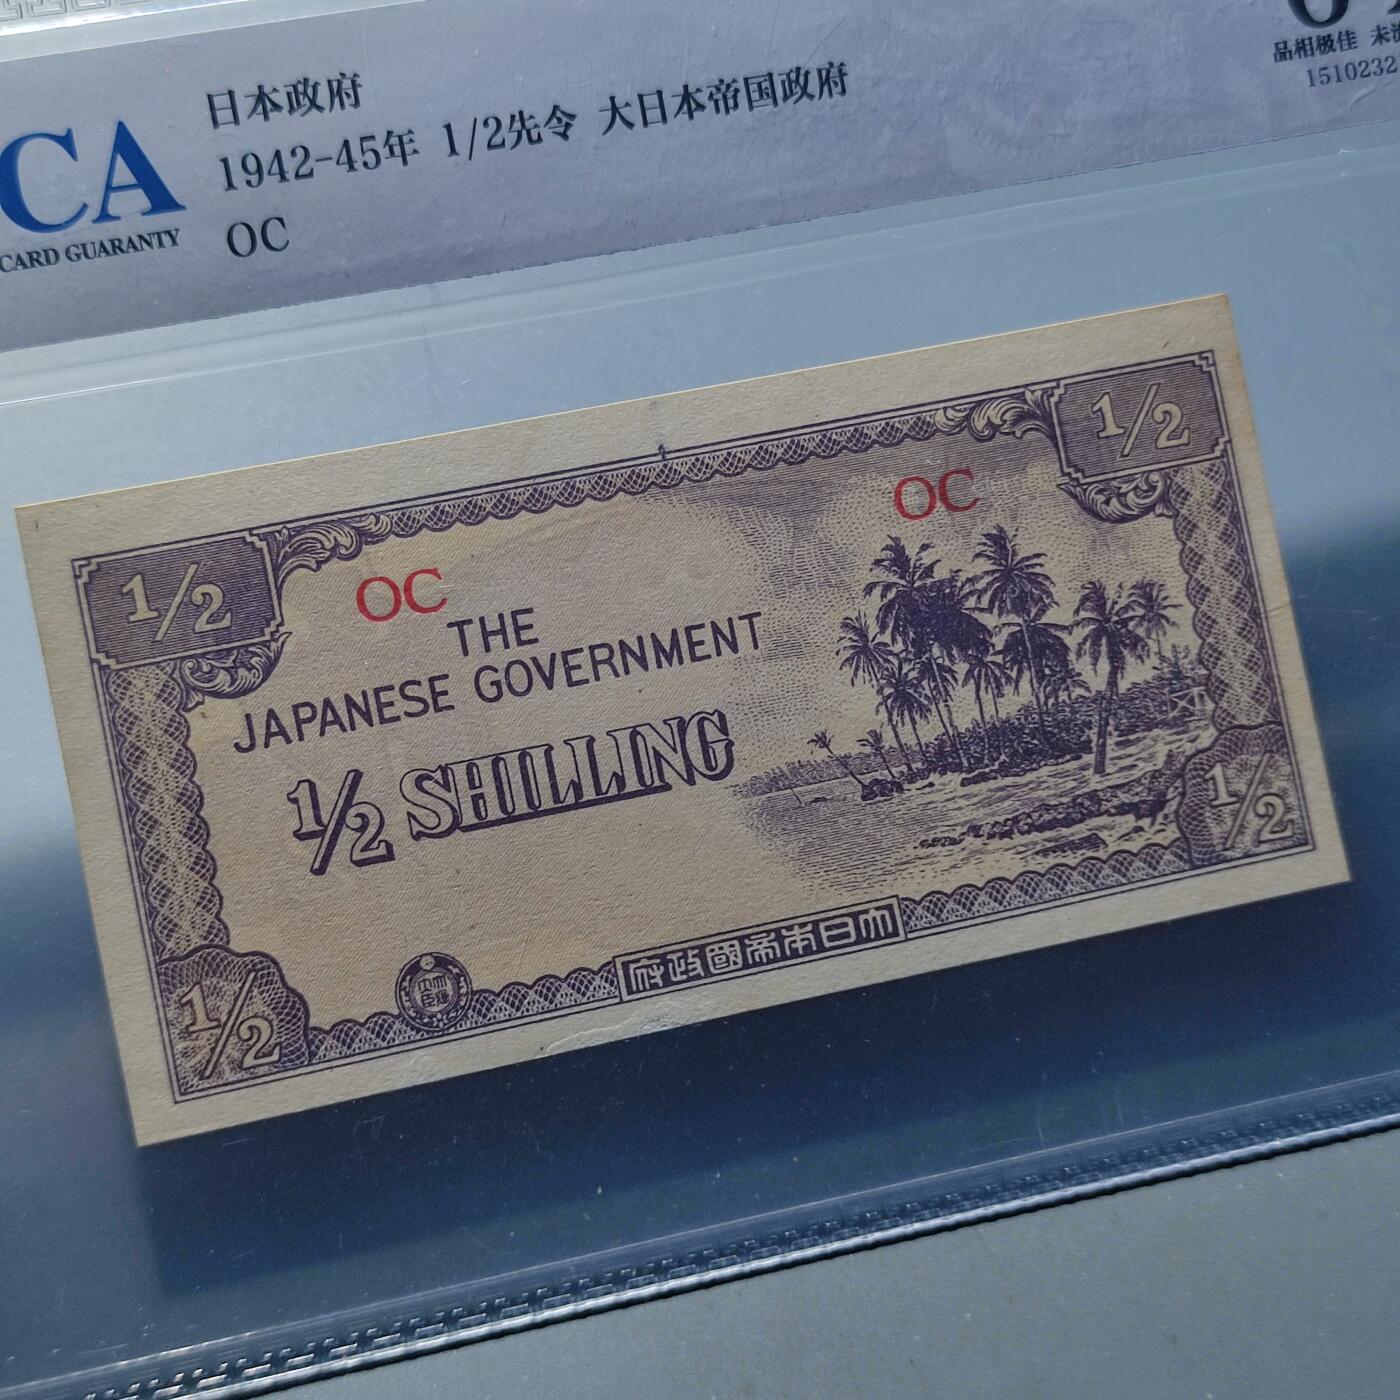 CA
CARD GUARANTY
日本政府
1942-45年 1/2先令 大日本帝国政府
OC
品相极佳
1/2
1/2
OC
OC
THE
JAPANESE GOVERNMENT
1/2 SHILLING
府政國帝本日大
1/2
1/2